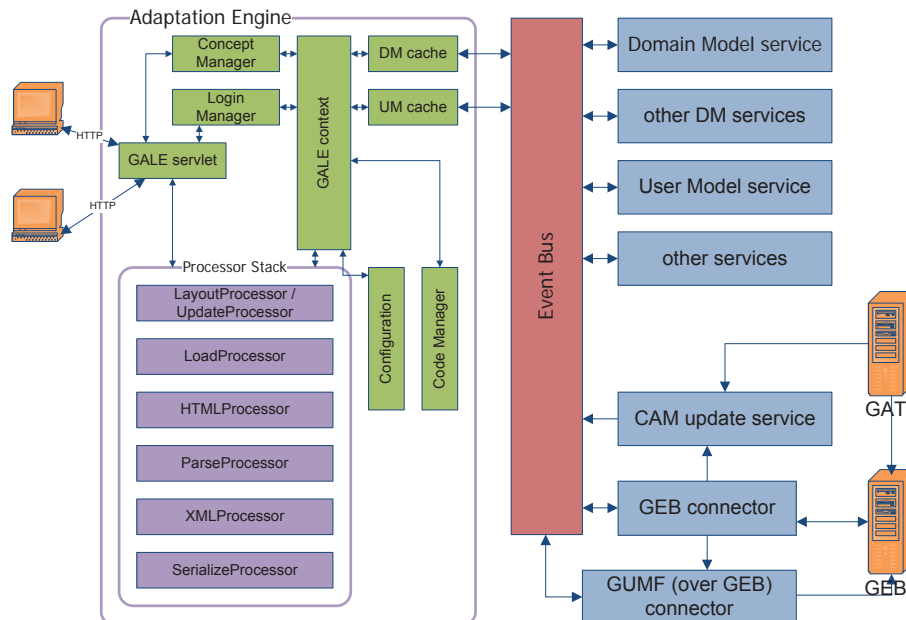 Adaptation Engine
Concept
Manager
DM cache
Domain Model service
Login
Manager
UM cache
other DM services
HTTP
GALE servlet
GALE context
User Model service
HTTP
Event Bus
other services
Processor Stack
LayoutProcessor /
UpdateProcessor
LoadProcessor
Configuration
Code Manager
HTMLProcessor
CAM update service
GAT
ParseProcessor
XMLProcessor
GEB connector
SerializeProcessor
GUMF (over GEB)
connector
GEB